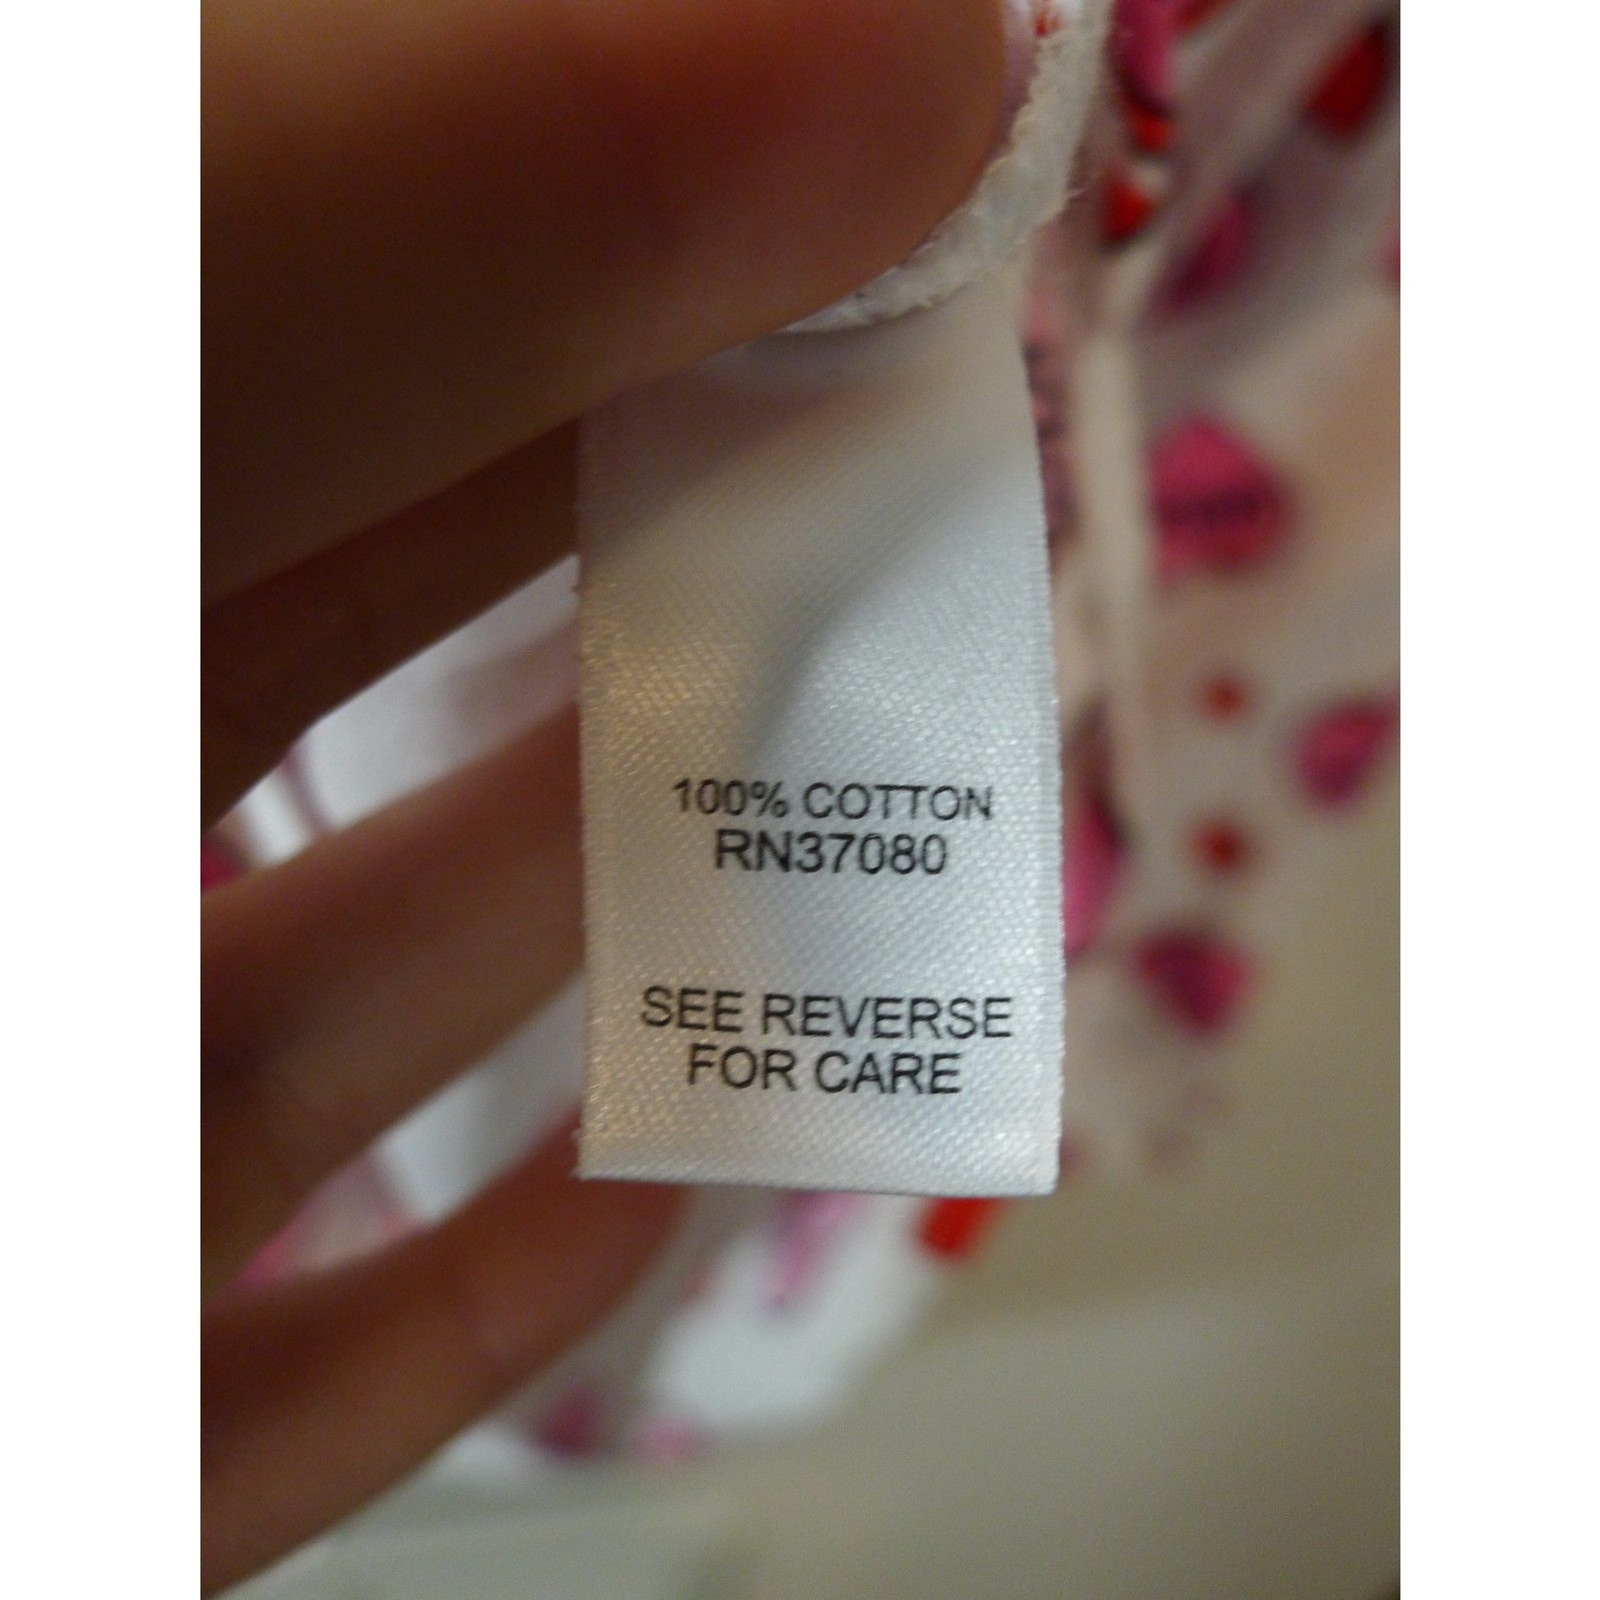 100% COTTON
RN37080
SEE REVERSE
FOR CARE